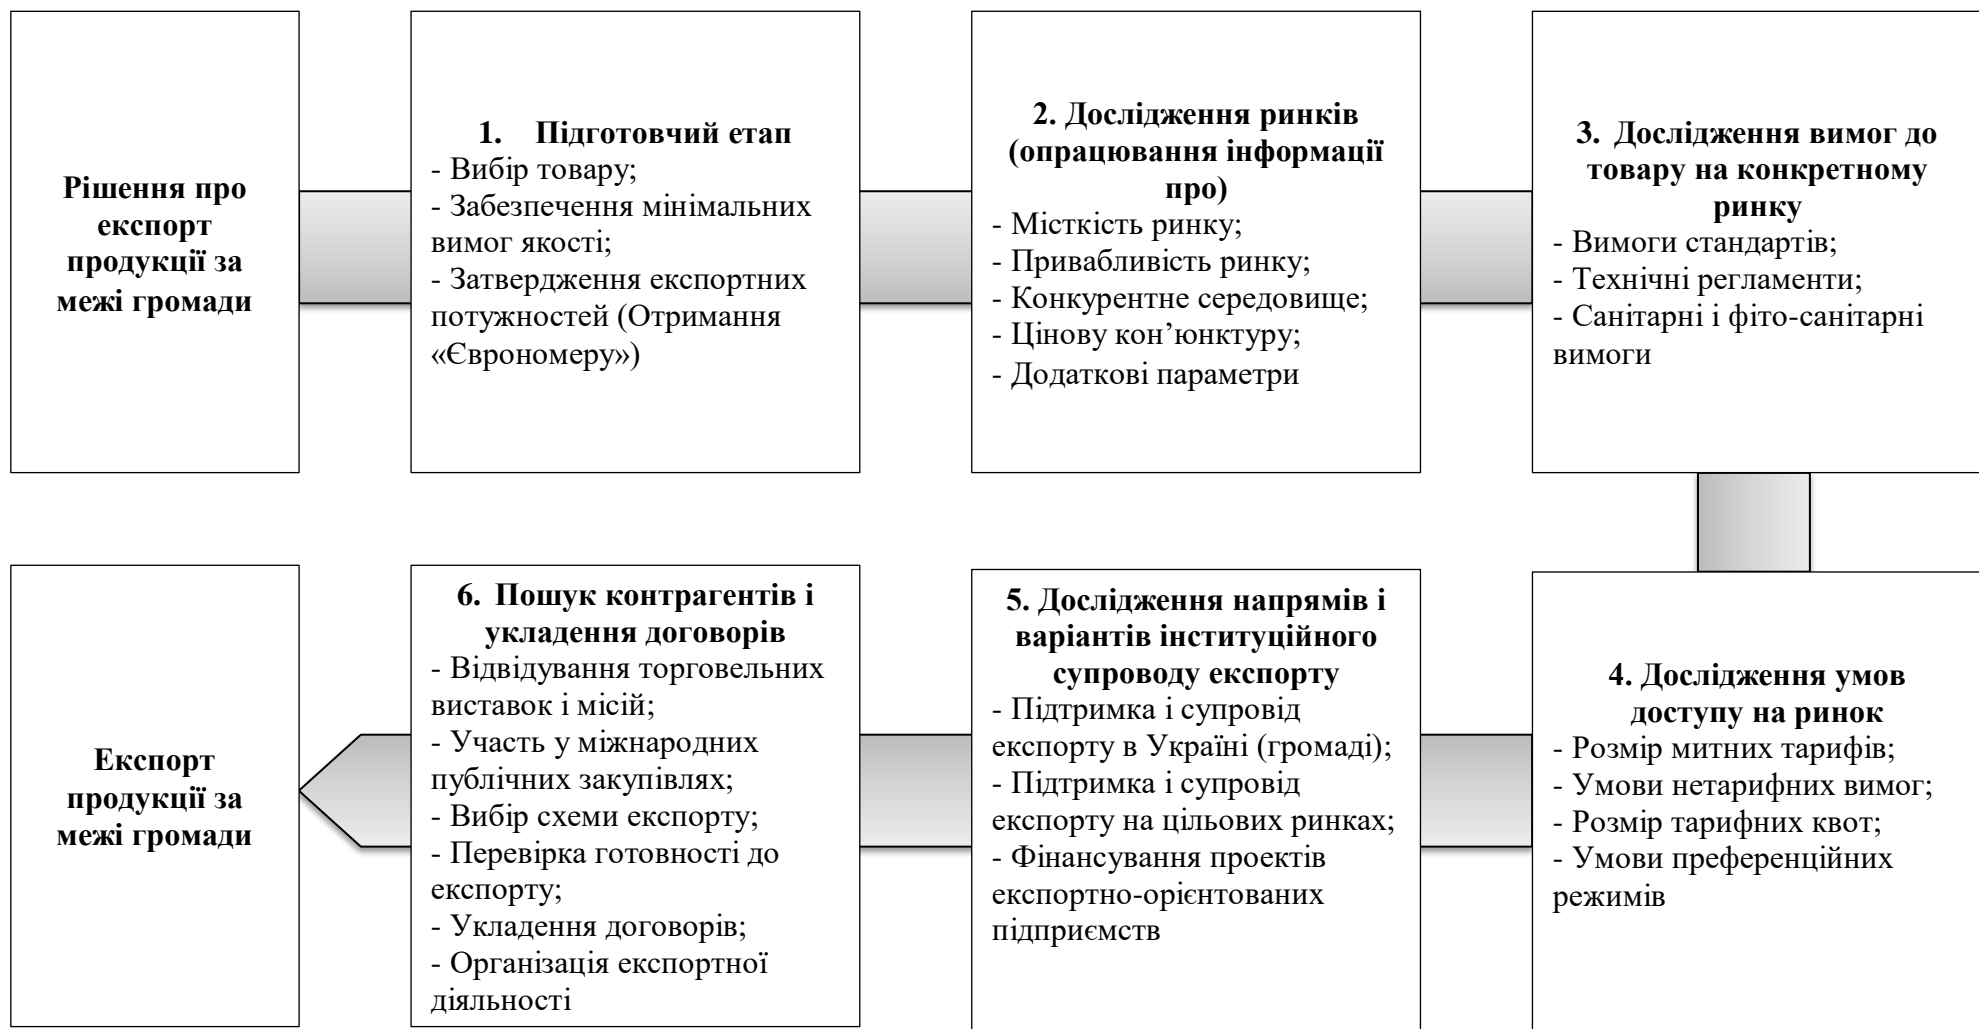 Рішення про
експорт
продукції за
межі громади
1. Підготовчий етап
- Вибір товару;
- Забезпечення мінімальних
вимог якості;
- Затвердження експортних
потужностей (Отримання
«Єврономеру»)
2. Дослідження ринків
(опрацювання інформації
про)
- Місткість ринку;
- Привабливість ринку;
- Конкурентне середовище;
- Цінову кон’юнктуру;
- Додаткові параметри
3. Дослідження вимог до
товару на конкретному
ринку
- Вимоги стандартів;
- Технічні регламенти;
- Санітарні і фіто-санітарні
вимоги
4. Дослідження умов
доступу на ринок
- Розмір митних тарифів;
- Умови нетарифних вимог;
- Розмір тарифних квот;
- Умови преференційних
режимів
5. Дослідження напрямів і
варіантів інституційного
супроводу експорту
- Підтримка і супровід
експорту в Україні (громаді);
- Підтримка і супровід
експорту на цільових ринках;
- Фінансування проектів
експортно-орієнтованих
підприємств
6. Пошук контрагентів і
укладення договорів
- Відвідування торговельних
виставок і місій;
- Участь у міжнародних
публічних закупівлях;
- Вибір схеми експорту;
- Перевірка готовності до
експорту;
- Укладення договорів;
- Організація експортної
діяльності
Експорт
продукції за
межі громади